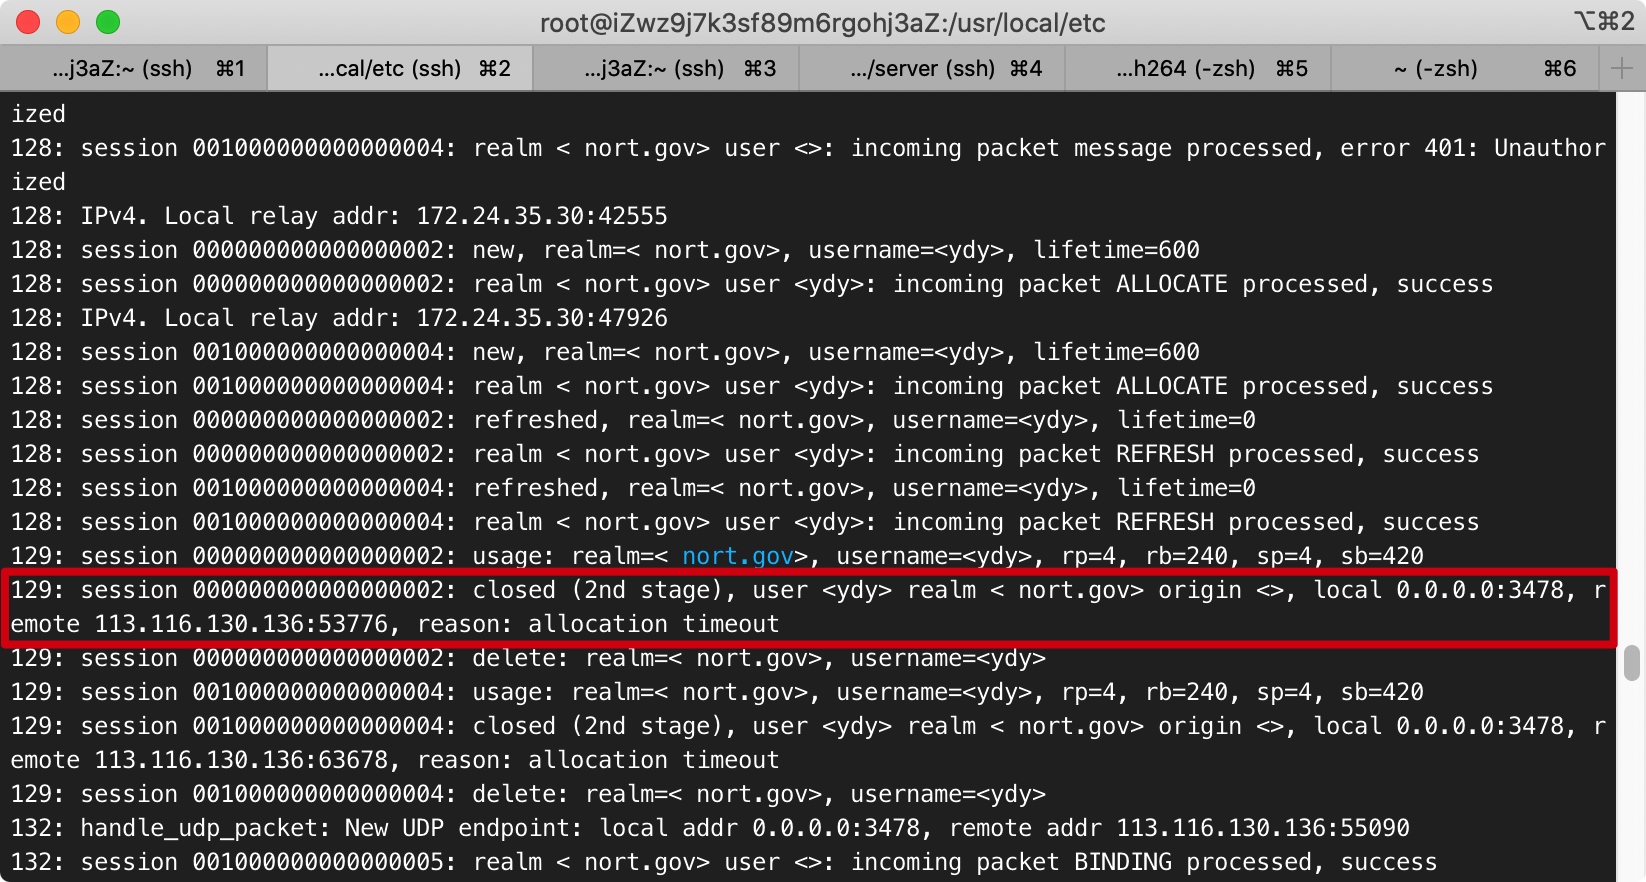 root@iZwz9j7k3sf89m6rgohj3aZ:/usr/local/etc ⌥⌘2
...j3aZ:~ (ssh) ⌘1 ...cal/etc (ssh) ⌘2 ...j3aZ:~ (ssh) ⌘3 .../server (ssh) ⌘4 ...h264 (-zsh) ⌘5 ~ (-zsh) ⌘6
ized
128: session 001000000000000004: realm < nort.gov> user <>: incoming packet message processed, error 401: Unauthor
ized
128: IPv4. Local relay addr: 172.24.35.30:42555
128: session 000000000000000002: new, realm=< nort.gov>, username=<ydy>, lifetime=600
128: session 000000000000000002: realm < nort.gov> user <ydy>: incoming packet ALLOCATE processed, success
128: IPv4. Local relay addr: 172.24.35.30:47926
128: session 001000000000000004: new, realm=< nort.gov>, username=<ydy>, lifetime=600
128: session 001000000000000004: realm < nort.gov> user <ydy>: incoming packet ALLOCATE processed, success
128: session 000000000000000002: refreshed, realm=< nort.gov>, username=<ydy>, lifetime=0
128: session 000000000000000002: realm < nort.gov> user <ydy>: incoming packet REFRESH processed, success
128: session 001000000000000004: refreshed, realm=< nort.gov>, username=<ydy>, lifetime=0
128: session 001000000000000004: realm < nort.gov> user <ydy>: incoming packet REFRESH processed, success
129: session 000000000000000002: usage: realm=< nort.gov>, username=<ydy>, rp=4, rb=240, sp=4, sb=420
129: session 000000000000000002: closed (2nd stage), user <ydy> realm < nort.gov> origin <>, local 0.0.0.0:3478, r
emote 113.116.130.136:53776, reason: allocation timeout
129: session 000000000000000002: delete: realm=< nort.gov>, username=<ydy>
129: session 001000000000000004: usage: realm=< nort.gov>, username=<ydy>, rp=4, rb=240, sp=4, sb=420
129: session 001000000000000004: closed (2nd stage), user <ydy> realm < nort.gov> origin <>, local 0.0.0.0:3478, r
emote 113.116.130.136:63678, reason: allocation timeout
129: session 001000000000000004: delete: realm=< nort.gov>, username=<ydy>
132: handle_udp_packet: New UDP endpoint: local addr 0.0.0.0:3478, remote addr 113.116.130.136:55090
132: session 001000000000000005: realm < nort.gov> user <>: incoming packet BINDING processed, success